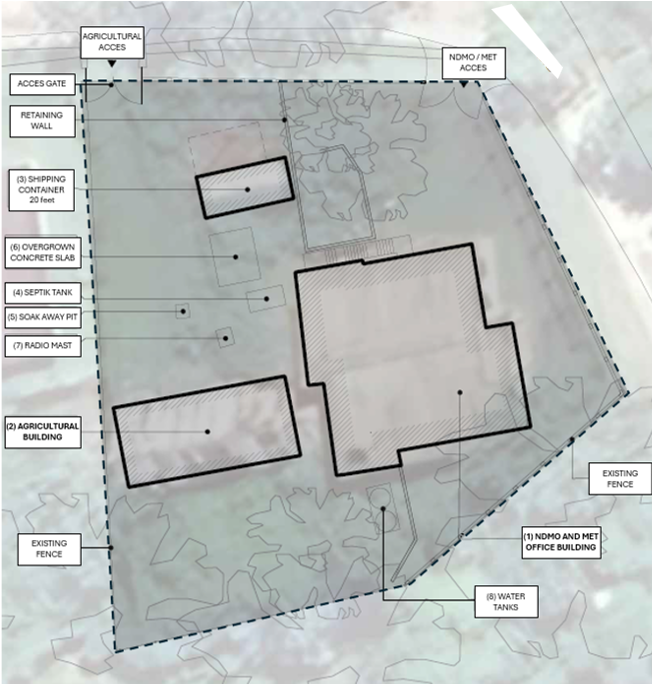 AGRICULTURAL
ACCES
NDMO / MET
ACCES
ACCES GATE
RETAINING
WALL
(3) SHIPPING
CONTAINER
20 feet
(6) OVERGROWN
CONCRETE SLAB
(4) SEPTIK TANK
(5) SOAK AWAY PIT
(7) RADIO MAST
(2) AGRICULTURAL
BUILDING
EXISTING
FENCE
EXISTING
FENCE
(1) NDMO AND MET
OFFICE BUILDING
(8) WATER
TANKS